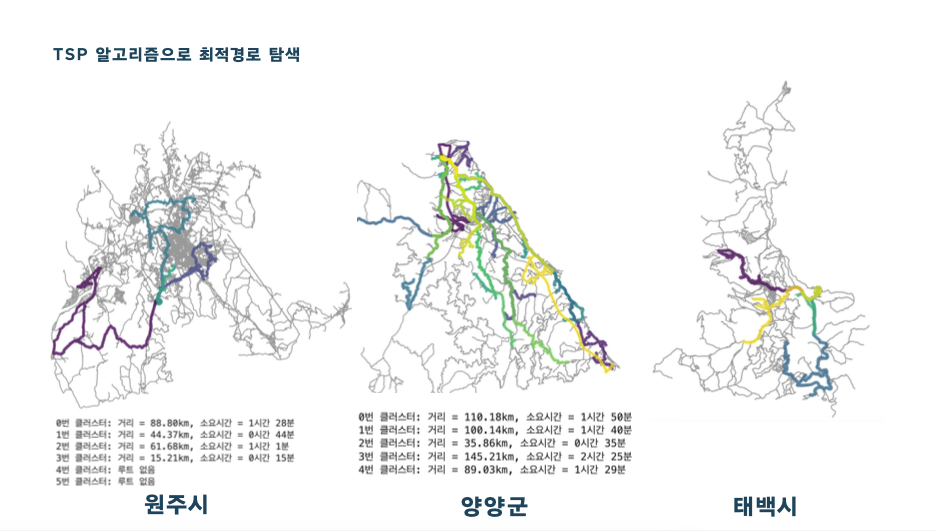 TSP 알고리즘으로 최적경로 탐색
0번 클러스터: 거리 = 88.80km, 소요시간 = 1시간 28분
1번 클러스터: 거리 = 44.37km, 소요시간 = 0시간 44분
2번 클러스터: 거리 = 61.68km, 소요시간 = 1시간 1분
3번 클러스터: 거리 = 15.21km, 소요시간 = 0시간 15분
4번 클러스터: 루트 없음
5번 클러스터: 루트 없음
원주시
0번 클러스터: 거리 = 110.18km, 소요시간 = 1시간 50분
1번 클러스터: 거리 = 100.14km, 소요시간 = 1시간 40분
2번 클러스터: 거리 = 35.86km, 소요시간 = 0시간 35분
3번 클러스터: 거리 = 145.21km, 소요시간 = 2시간 25분
4번 클러스터: 거리 = 89.03km, 소요시간 = 1시간 29분
양양군
태백시